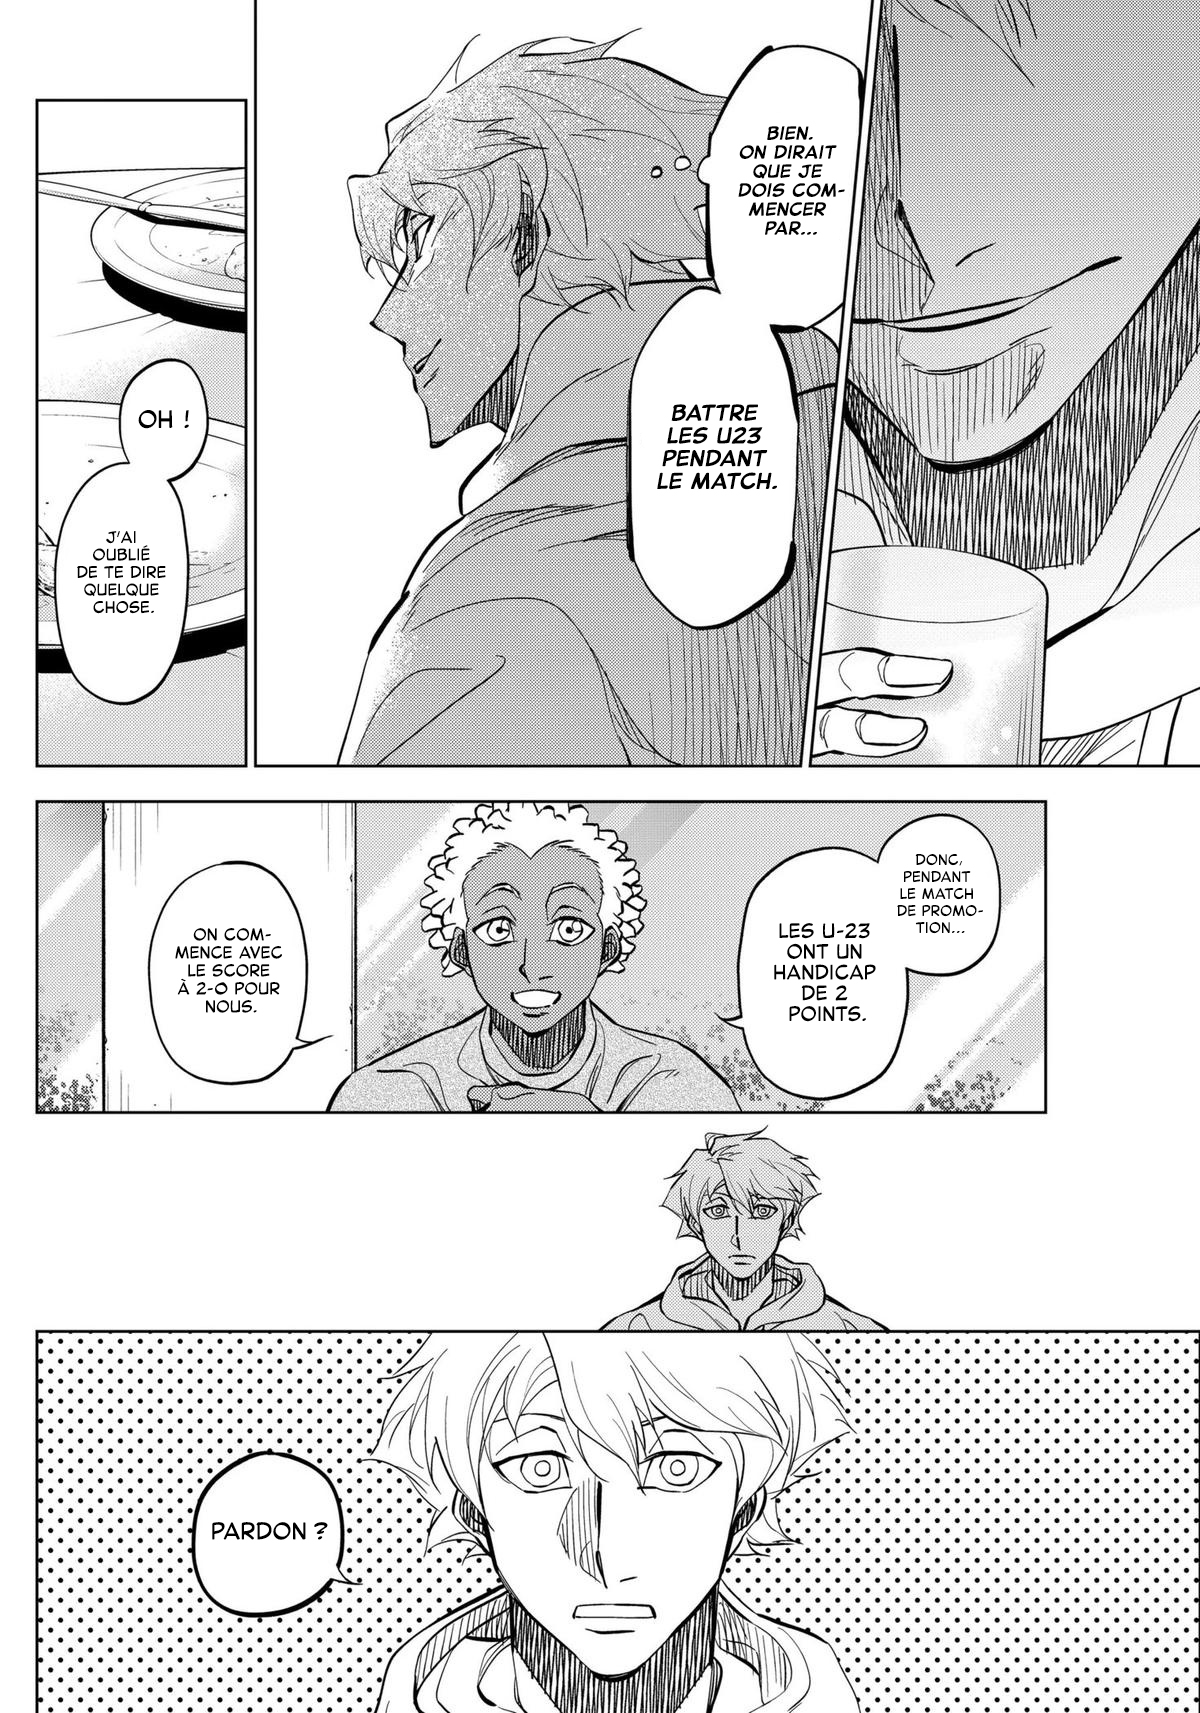 BIEN.
ON DIRAIT
QUE JE
DOIS COM-
MENCER
PAR...
BATTRE
LES U23
PENDANT
LE MATCH.
OH !
J'AI
OUBLIÉ
DE TE DIRE
QUELQUE
CHOSE.
DONC,
PENDANT
LE MATCH
DE PROMO-
TION...
LES U-23
ONT UN
HANDICAP
DE 2
POINTS.
ON COM-
MENCE AVEC
LE SCORE
À 2-0 POUR
NOUS.
PARDON ?